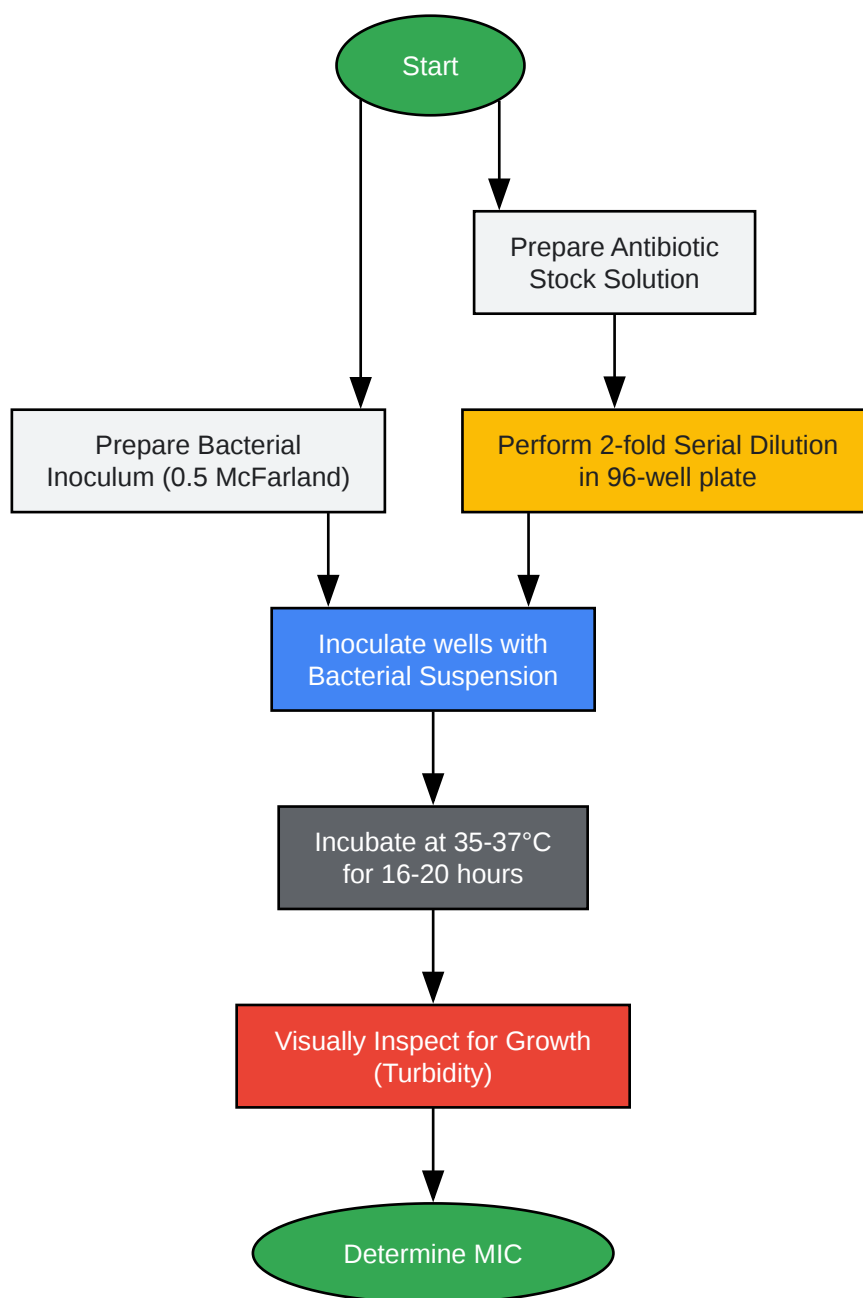 Start
Prepare Antibiotic
Stock Solution
Prepare Bacterial
Inoculum (0.5 McFarland)
Perform 2-fold Serial Dilution
in 96-well plate
Inoculate wells with
Bacterial Suspension
Incubate at 35-37°C
for 16-20 hours
Visually Inspect for Growth
(Turbidity)
Determine MIC